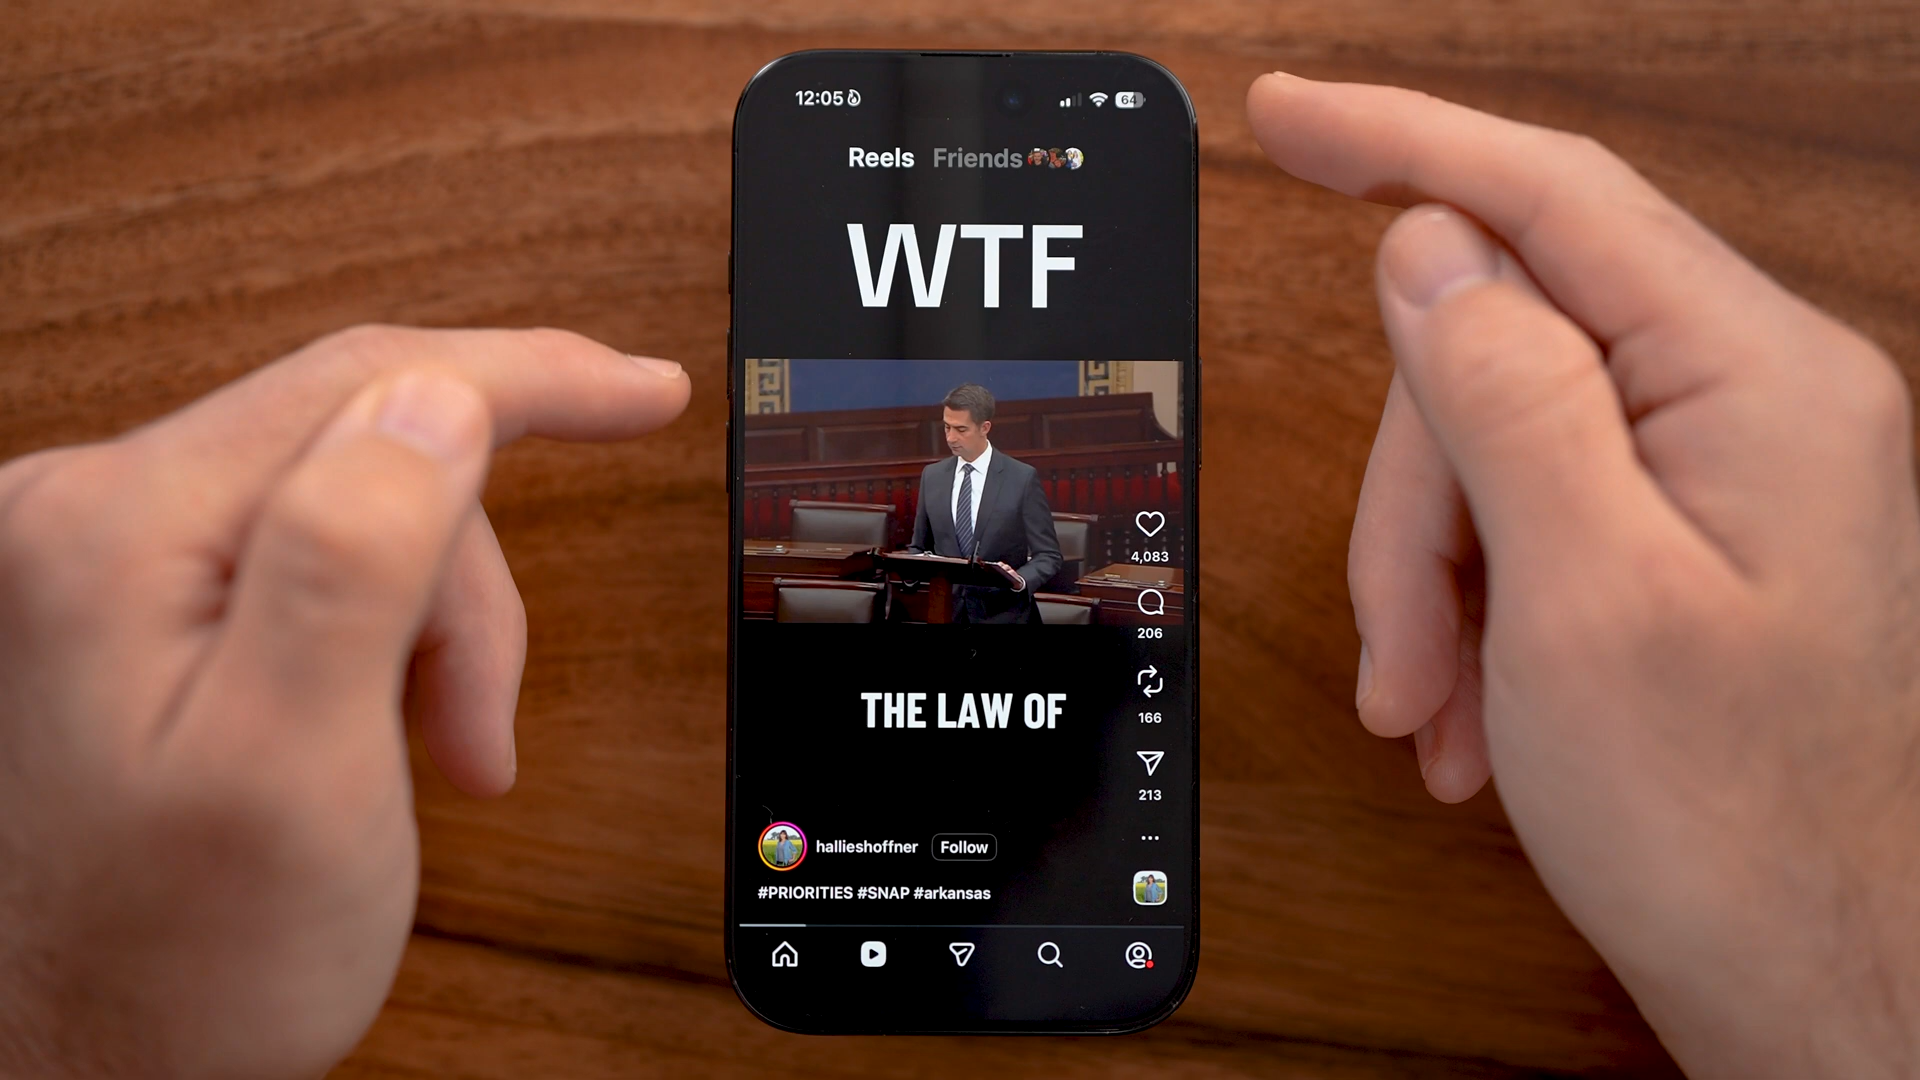 12:05
64
Reels Friends
WTF
4,083
206
THE LAW OF
166
213
hallieshoffner Follow
#PRIORITIES #SNAP #arkansas